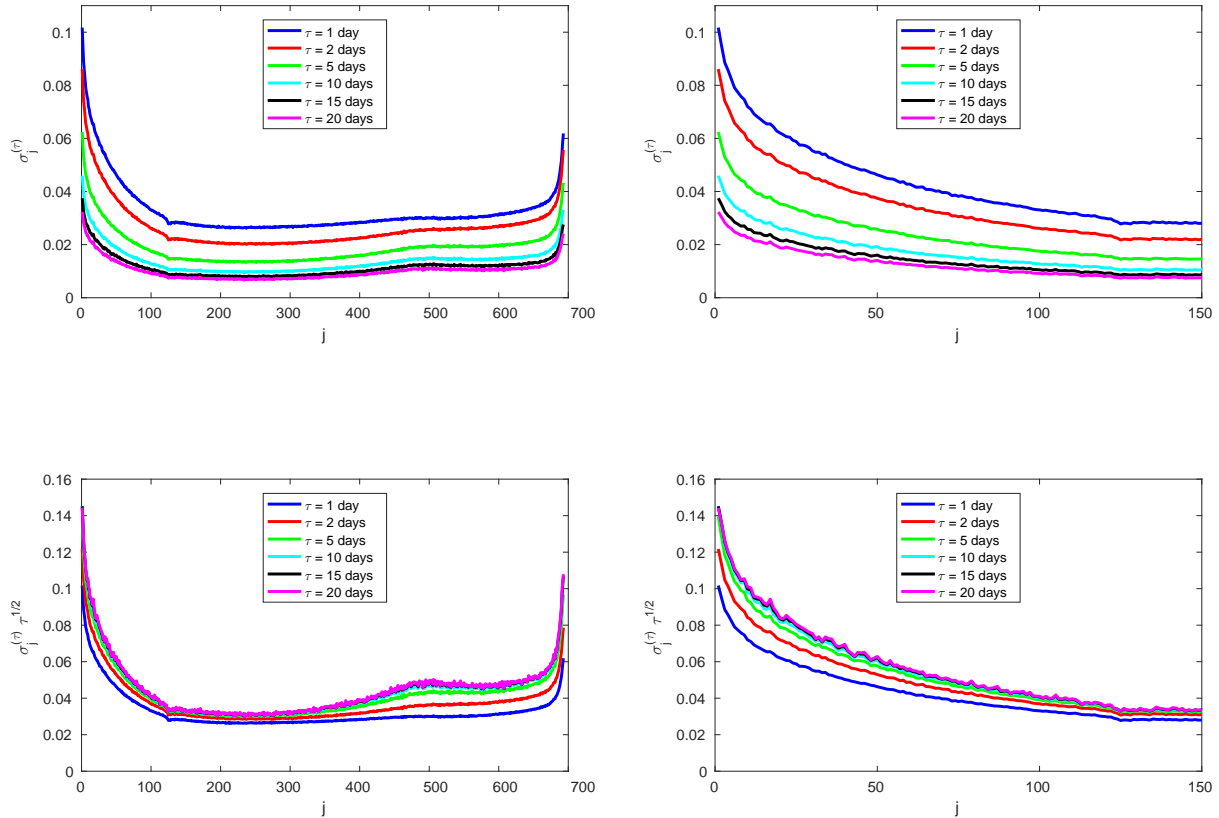 0.1
0.08
0.06
0.04
0.02
0
σ_j^(τ)
τ = 1 day
τ = 2 days
τ = 5 days
τ = 10 days
τ = 15 days
τ = 20 days
0 100 200 300 400 500 600 700
j
0.1
0.08
0.06
0.04
0.02
0
σ_j^(τ)
τ = 1 day
τ = 2 days
τ = 5 days
τ = 10 days
τ = 15 days
τ = 20 days
0 50 100 150
j
0.16
0.14
0.12
0.1
0.08
0.06
0.04
0.02
0
σ_j^(τ) τ^1/2
τ = 1 day
τ = 2 days
τ = 5 days
τ = 10 days
τ = 15 days
τ = 20 days
0 100 200 300 400 500 600 700
j
0.16
0.14
0.12
0.1
0.08
0.06
0.04
0.02
0
σ_j^(τ) τ^1/2
τ = 1 day
τ = 2 days
τ = 5 days
τ = 10 days
τ = 15 days
τ = 20 days
0 50 100 150
j